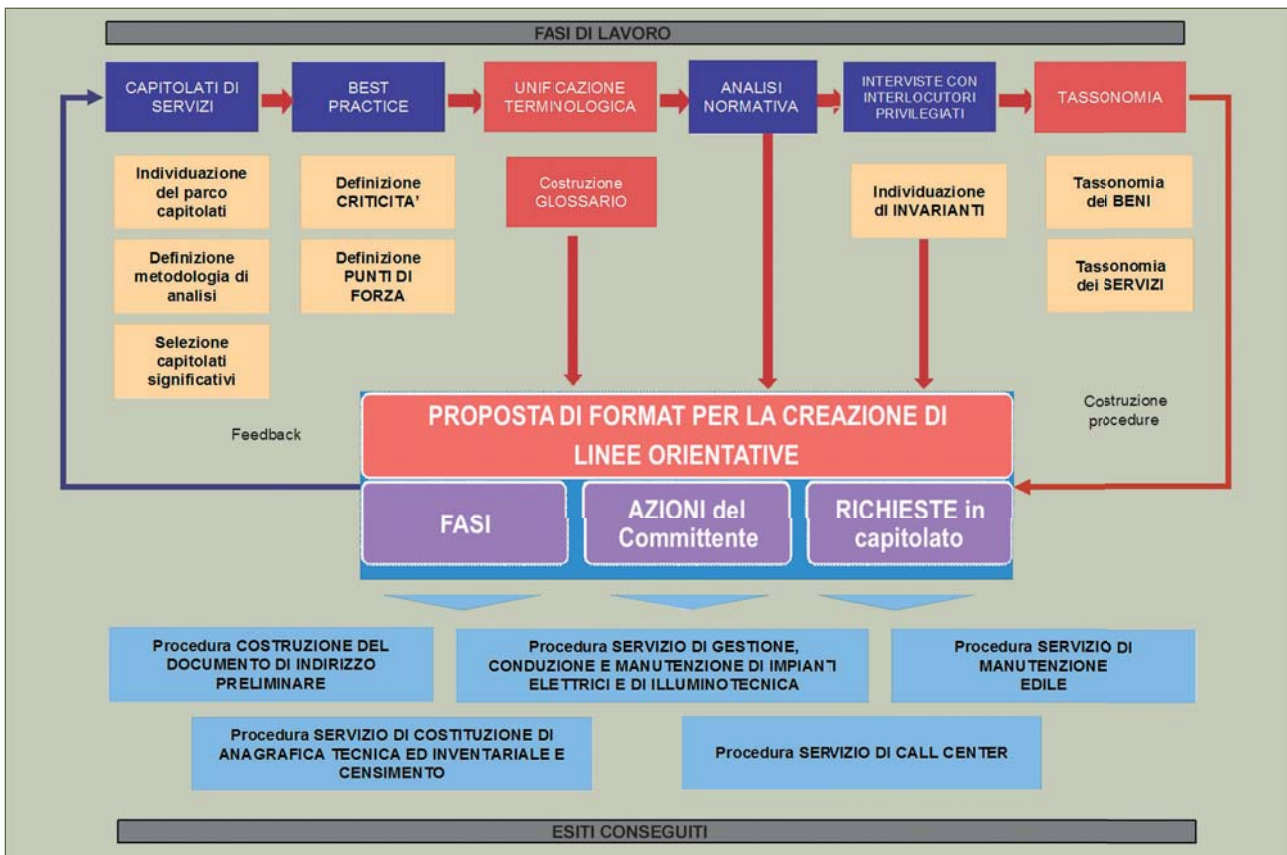 FASI DI LAVORO
CAPITOLATI DI
SERVIZI
BEST
PRACTICE
UNIFICAZIONE
TERMINOLOGICA
ANALISI
NORMATIVA
INTERVISTE CON
INTERLOCUTORI
PRIVILEGIATI
TASSONOMIA
Individuazione
del parco
capitolati
Definizione
metodologia di
analisi
Selezione
capitolati
significativi
Definizione
CRITICITA'
Definizione
PUNTI DI
FORZA
Costruzione
GLOSSARIO
Individuazione
di INVARIANTI
Tassonomia
dei BENI
Tassonomia
dei SERVIZI
Feedback
Costruzione
procedure
PROPOSTA DI FORMAT PER LA CREAZIONE DI
LINEE ORIENTATIVE
FASI
AZIONI del
Committente
RICHIESTE in
capitolato
Procedura COSTRUZIONE DEL
DOCUMENTO DI INDIRIZZO
PRELIMINARE
Procedura SERVIZIO DI GESTIONE,
CONDUZIONE E MANUTENZIONE DI IMPIANTI
ELETTRICI E DI ILLUMINOTECNICA
Procedura SERVIZIO DI
MANUTENZIONE
EDILE
Procedura SERVIZIO DI COSTITUZIONE DI
ANAGRAFICA TECNICA ED INVENTARIALE E
CENSIMENTO
Procedura SERVIZIO DI CALL CENTER
ESITI CONSEGUITI